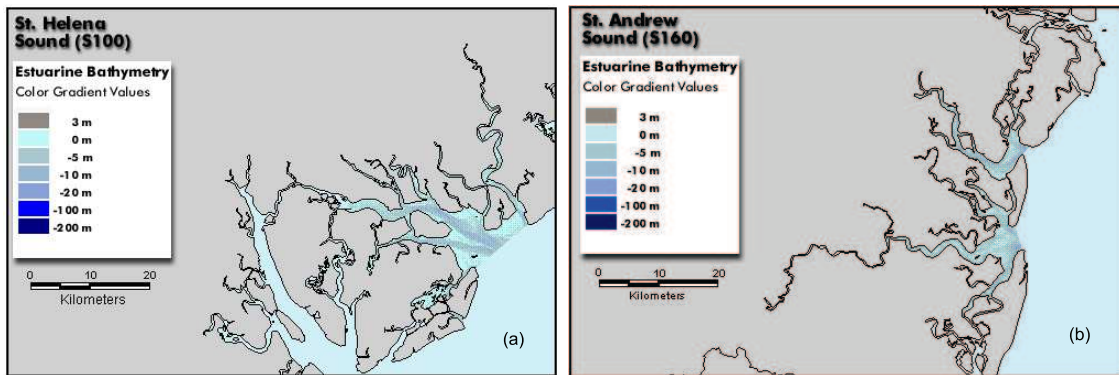 St. Helena
Sound (S100)
Estuarine Bathymetry
Color Gradient Values
3 m
0 m
-5 m
-10 m
-20 m
-100 m
-200 m
0 10 20
Kilometers
(a)
St. Andrew
Sound (S160)
Estuarine Bathymetry
Color Gradient Values
3 m
0 m
-5 m
-10 m
-20 m
-100 m
-200 m
0 10 20
Kilometers
(b)